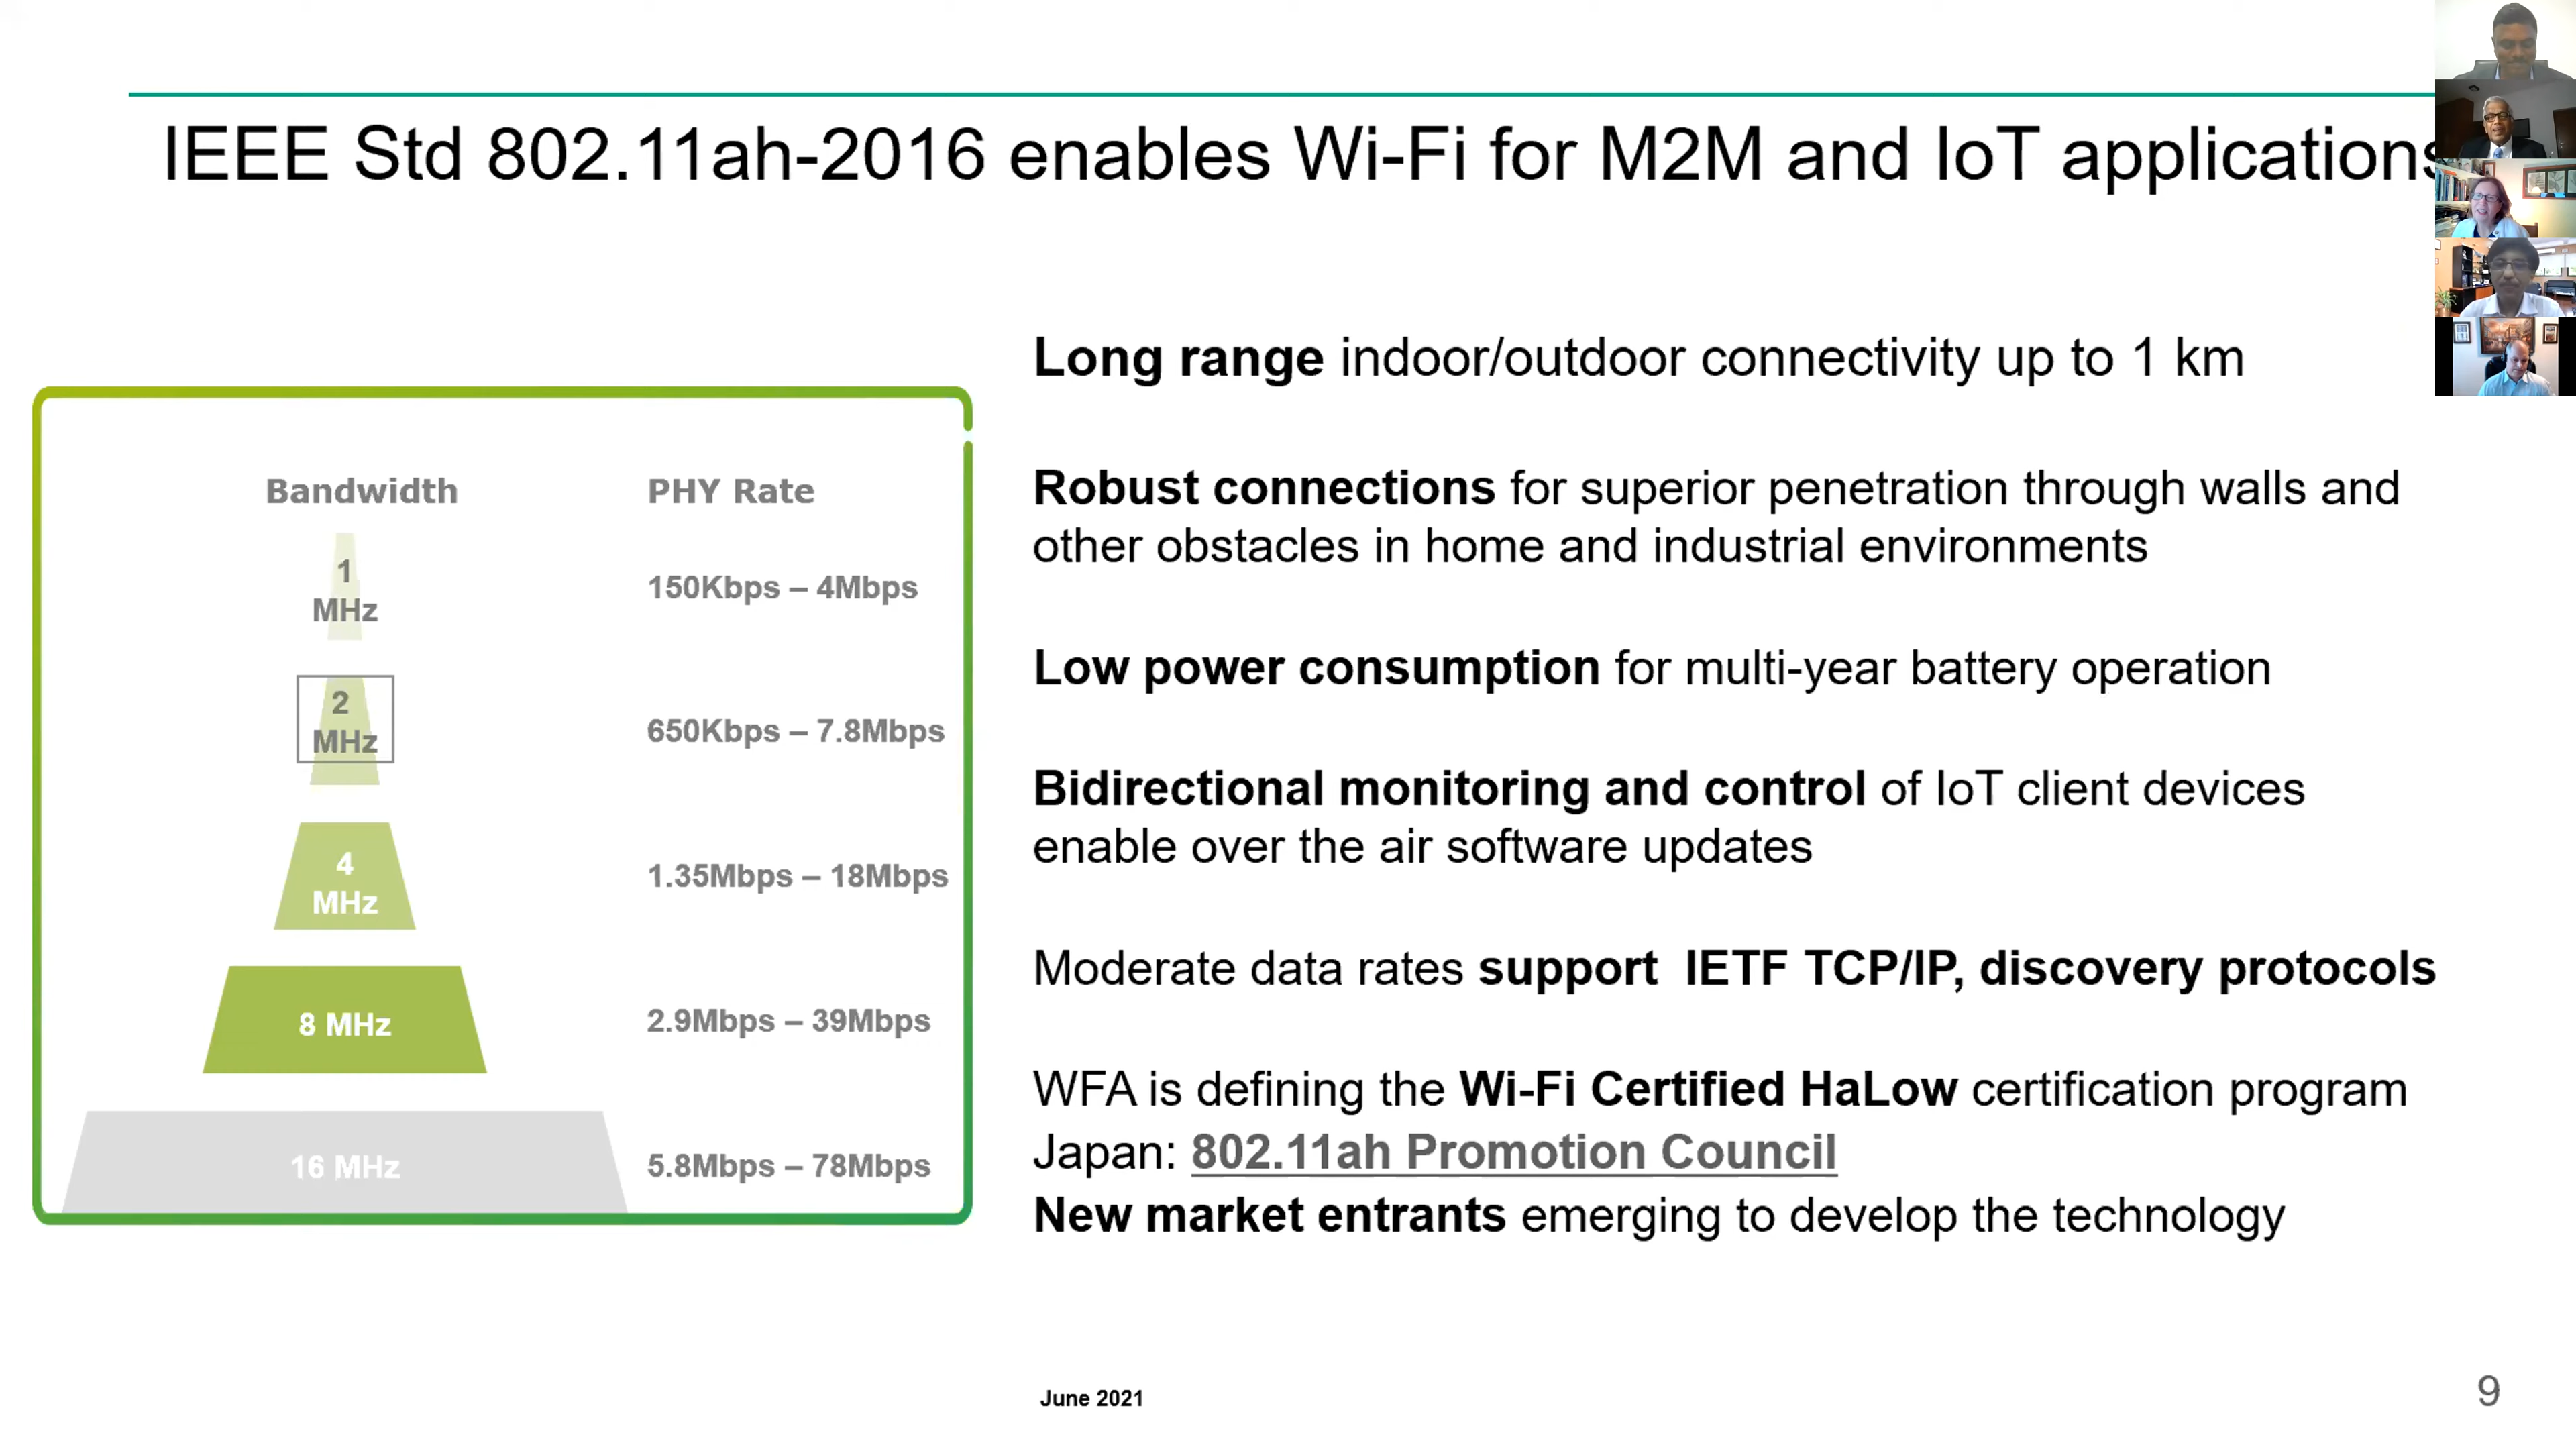 IEEE Std 802.11ah-2016 enables Wi-Fi for M2M and IoT applications
Bandwidth PHY Rate
1
MHz
150Kbps – 4Mbps
2
MHz
650Kbps – 7.8Mbps
4
MHz
1.35Mbps – 18Mbps
8 MHz
2.9Mbps – 39Mbps
16 MHz
5.8Mbps – 78Mbps
Long range indoor/outdoor connectivity up to 1 km
Robust connections for superior penetration through walls and
other obstacles in home and industrial environments
Low power consumption for multi-year battery operation
Bidirectional monitoring and control of IoT client devices
enable over the air software updates
Moderate data rates support IETF TCP/IP, discovery protocols
WFA is defining the Wi-Fi Certified HaLow certification program
Japan: 802.11ah Promotion Council
New market entrants emerging to develop the technology
June 2021
9